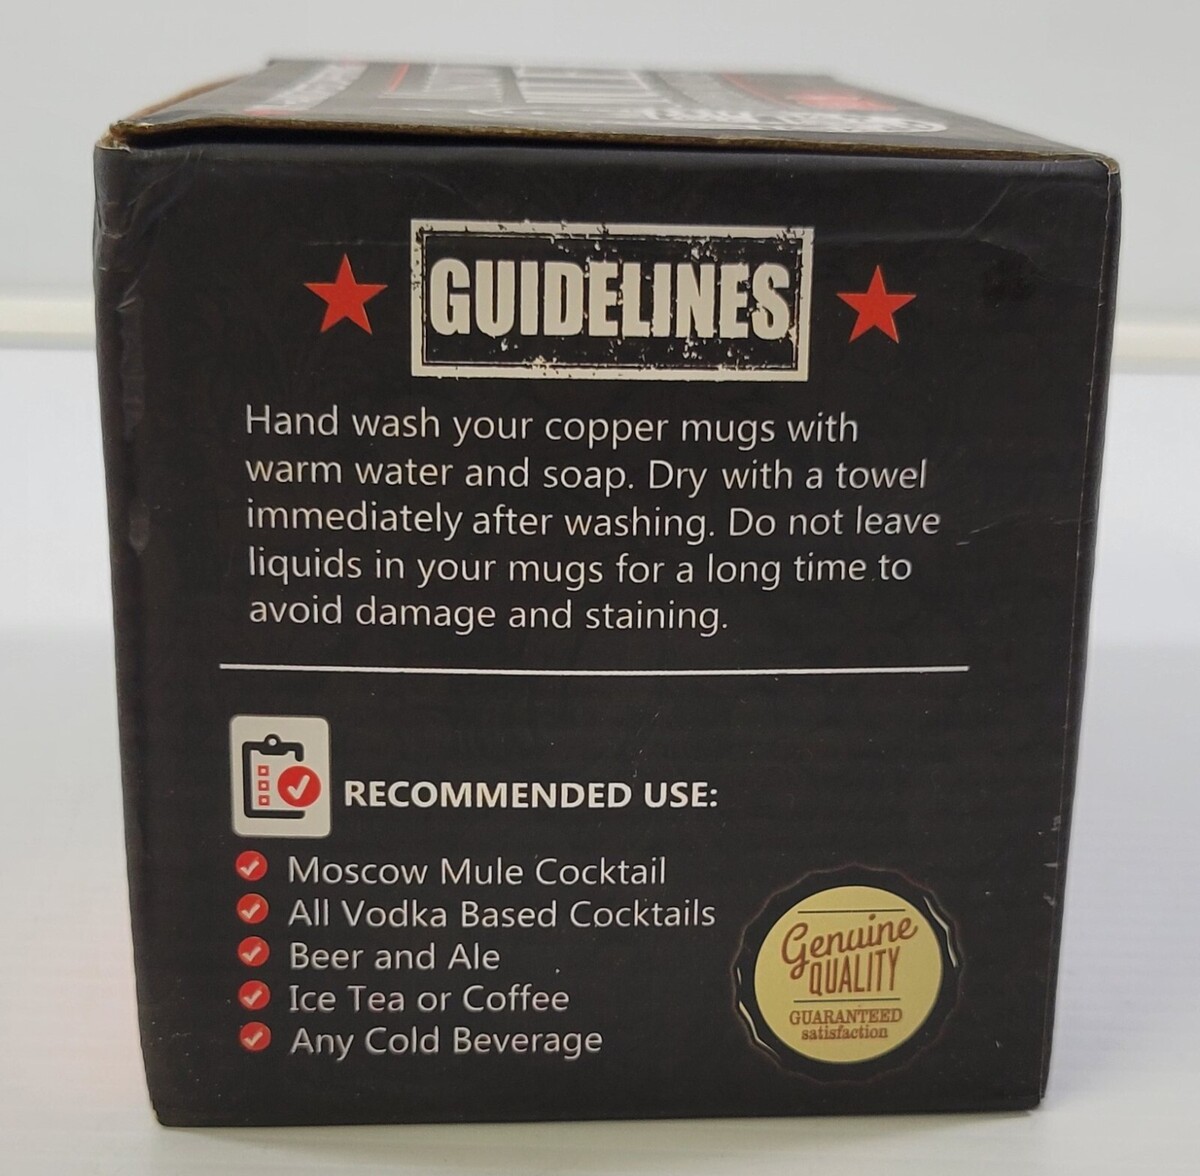 GUIDELINES
Hand wash your copper mugs with
warm water and soap. Dry with a towel
immediately after washing. Do not leave
liquids in your mugs for a long time to
avoid damage and staining.
RECOMMENDED USE:
Moscow Mule Cocktail
All Vodka Based Cocktails
Beer and Ale
Ice Tea or Coffee
Any Cold Beverage
Genuine
QUALITY
GUARANTEED
satisfaction